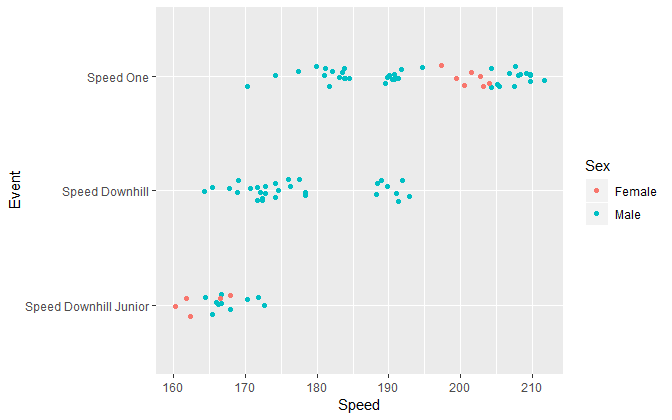 Event
Speed One
Speed Downhill
Speed Downhill Junior
160 170 180 190 200 210
Speed
Sex
Female
Male